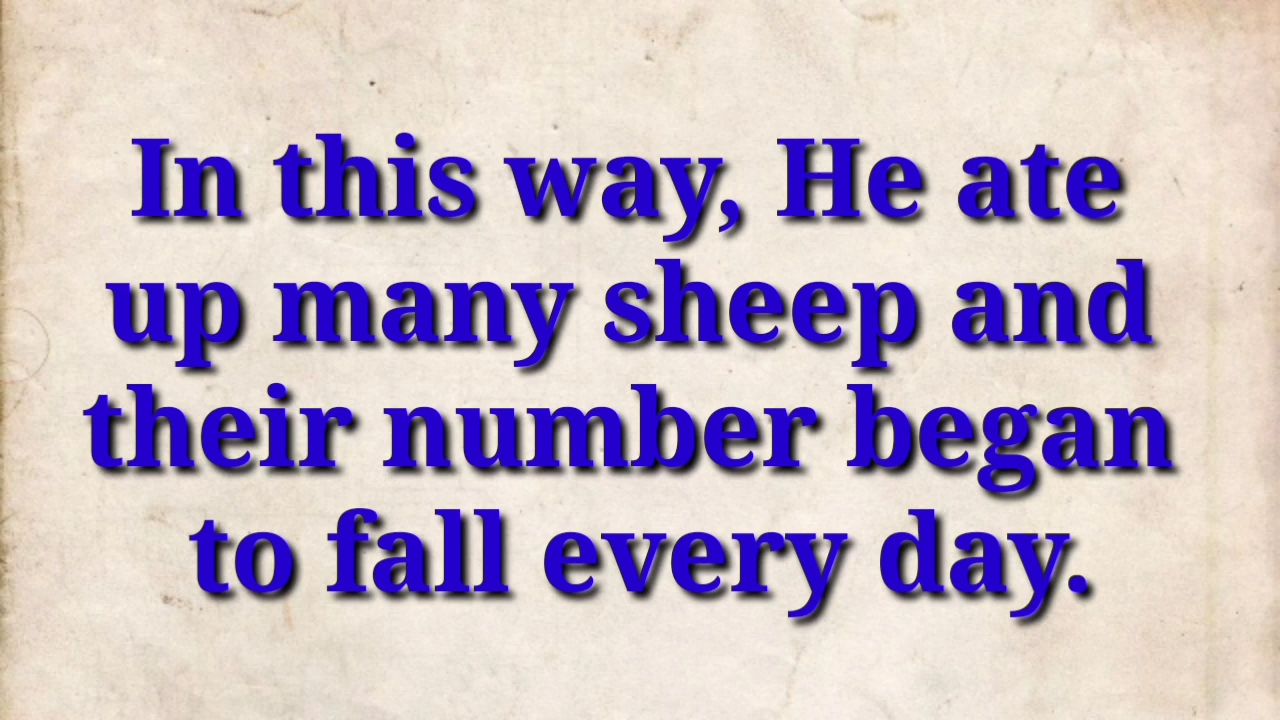 In this way, He ate
up many sheep and
their number began
to fall every day.